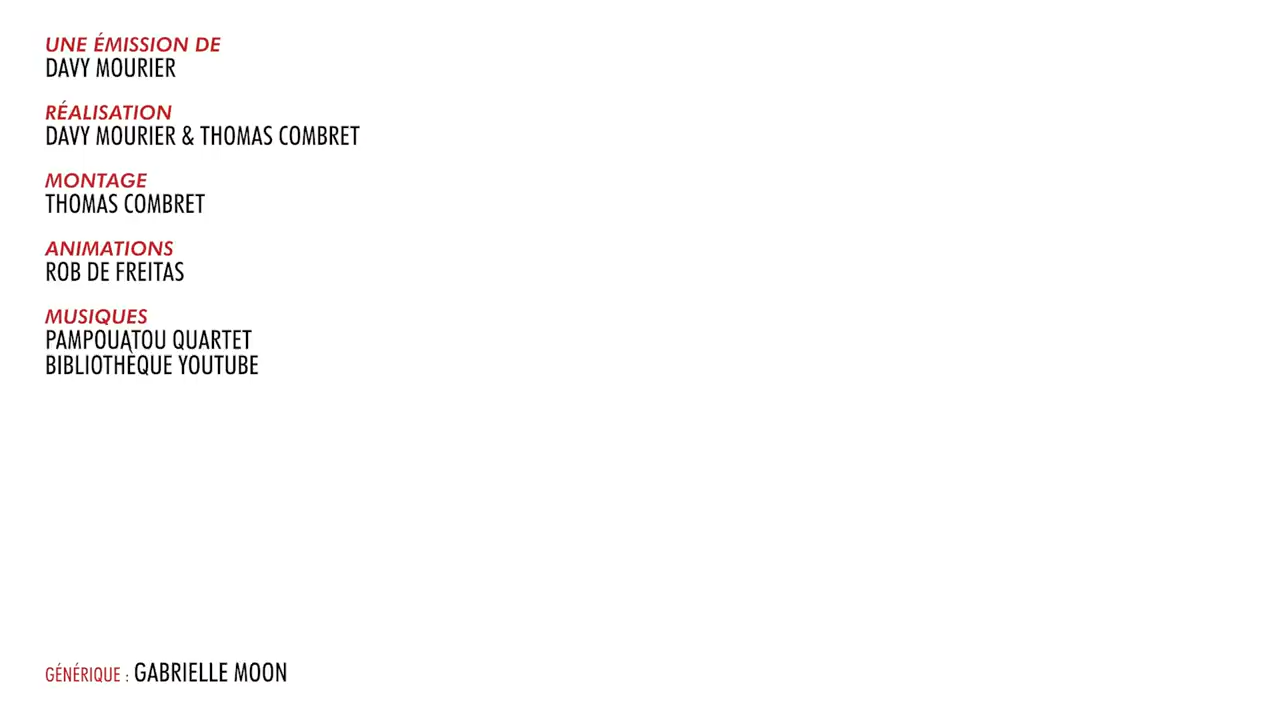 UNE ÉMISSION DE
DAVY MOURIER
RÉALISATION
DAVY MOURIER & THOMAS COMBRET
MONTAGE
THOMAS COMBRET
ANIMATIONS
ROB DE FREITAS
MUSIQUES
PAMPOUATOU QUARTET
BIBLIOTHÈQUE YOUTUBE
GÉNÉRIQUE : GABRIELLE MOON